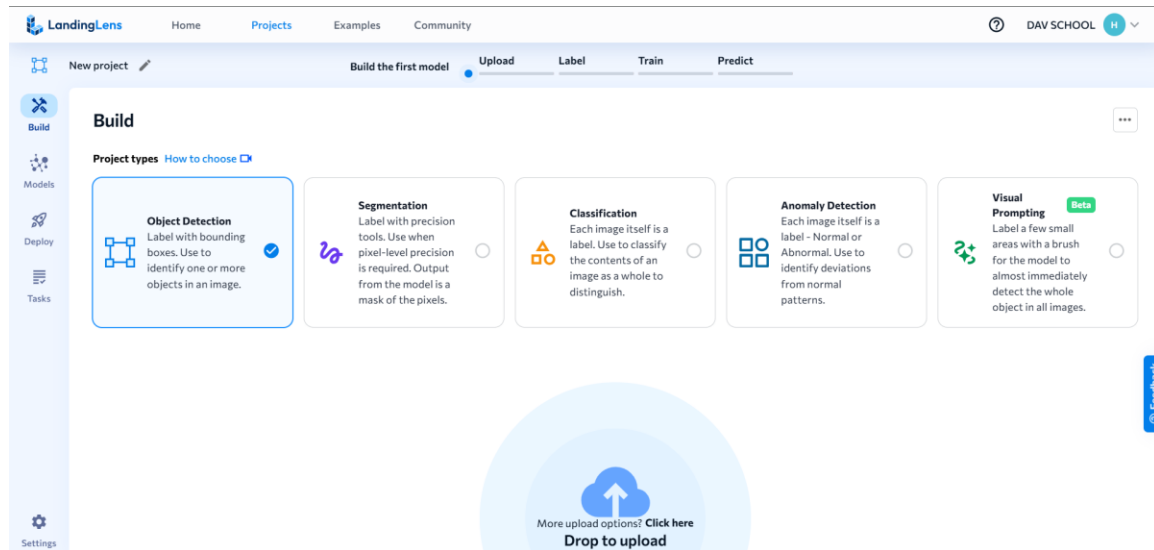 LandingLens
Home
Projects
Examples
Community
DAV SCHOOL
H
New project
Build the first model
Upload
Label
Train
Predict
Build
Models
Deploy
Tasks
Settings
Build
Project types How to choose
Object Detection
Label with bounding
boxes. Use to
identify one or more
objects in an image.
Segmentation
Label with precision
tools. Use when
pixel-level precision
is required. Output
from the model is a
mask of the pixels.
Classification
Each image itself is a
label. Use to classify
the contents of an
image as a whole to
distinguish.
Anomaly Detection
Each image itself is a
label - Normal or
Abnormal. Use to
identify deviations
from normal
patterns.
Visual
Prompting
Beta
Label a few small
areas with a brush
for the model to
almost immediately
detect the whole
object in all images.
More upload options? Click here
Drop to upload
Feedback